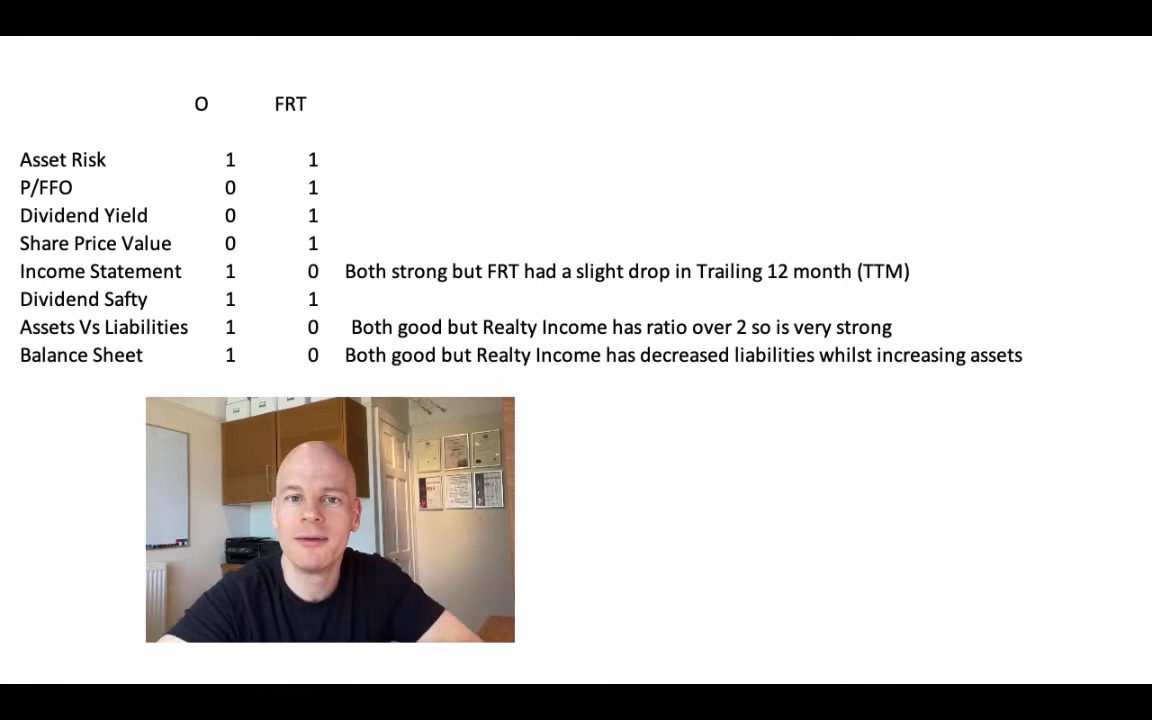 O FRT
Asset Risk 1 1
P/FFO 0 1
Dividend Yield 0 1
Share Price Value 0 1
Income Statement 1 0 Both strong but FRT had a slight drop in Trailing 12 month (TTM)
Dividend Safty 1 1
Assets Vs Liabilities 1 0 Both good but Realty Income has ratio over 2 so is very strong
Balance Sheet 1 0 Both good but Realty Income has decreased liabilities whilst increasing assets